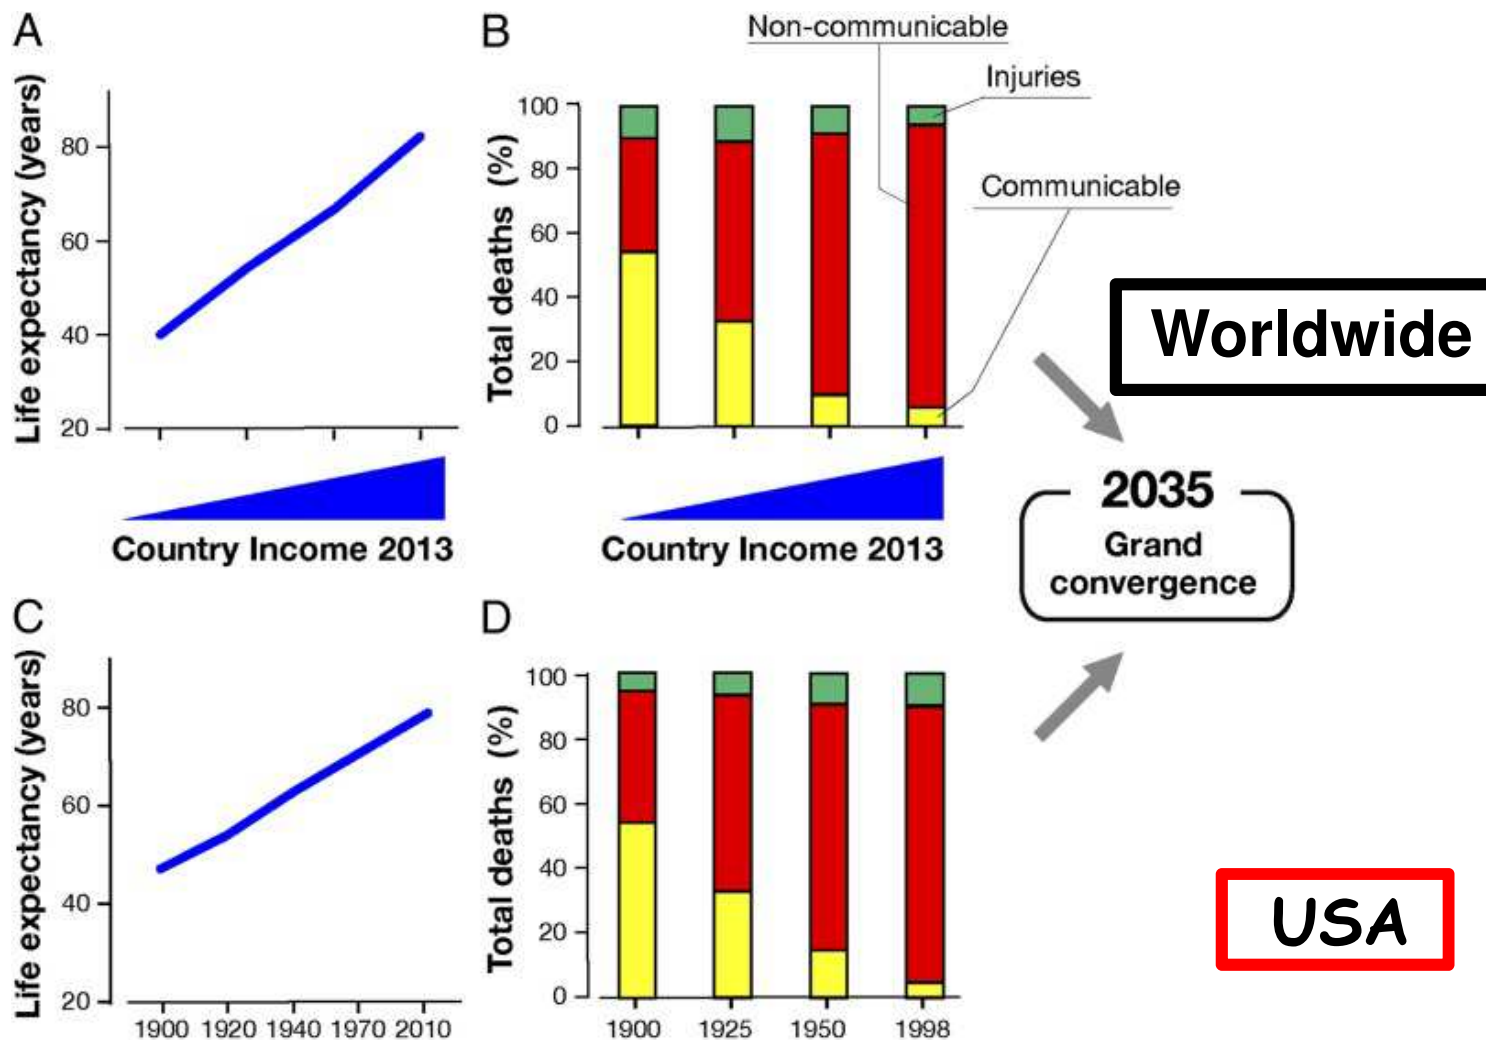 A
Life expectancy (years)
80
60
40
20
Country Income 2013
B
Non-communicable
Injuries
Communicable
Total deaths (%)
100
80
60
40
20
0
Country Income 2013
Worldwide
2035
Grand
convergence
C
Life expectancy (years)
80
60
40
20
1900 1920 1940 1970 2010
D
Total deaths (%)
100
80
60
40
20
0
1900 1925 1950 1998
USA